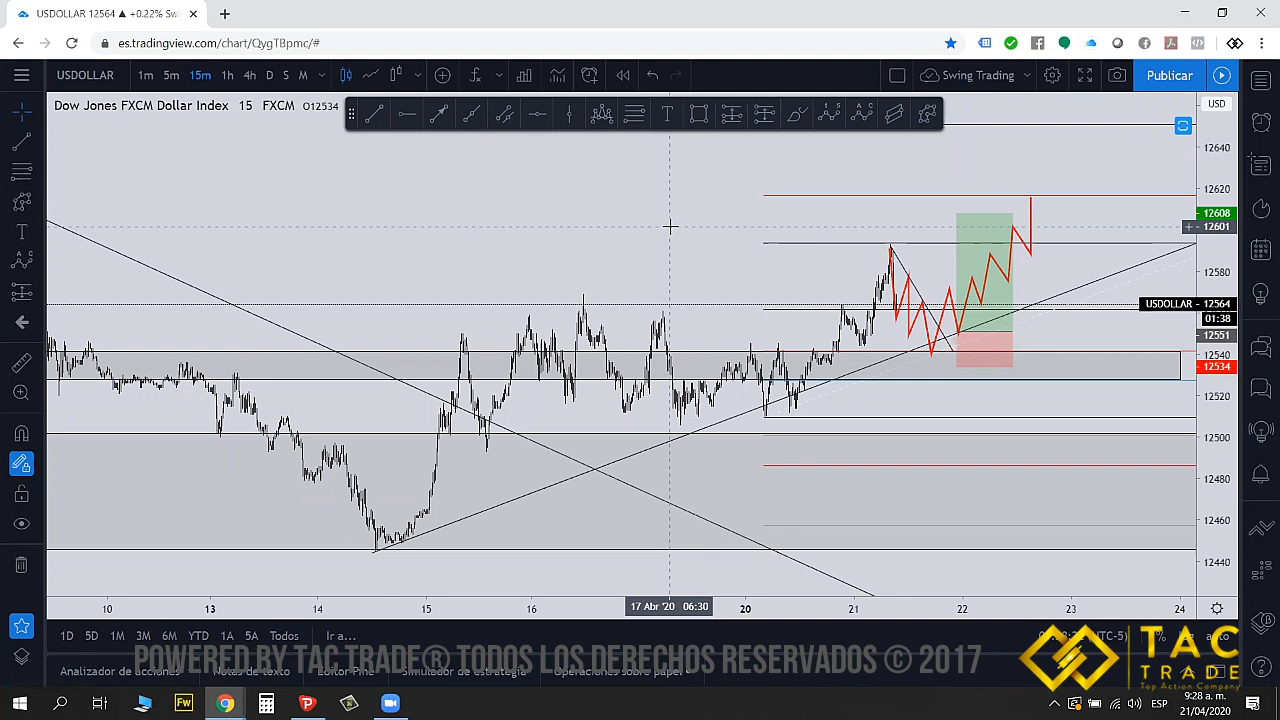 USDOLLAR 12564 ▲ +0.22% Sw
es.tradingview.com/chart/QygTBpmc/#
USDOLLAR 1m 5m 15m 1h 4h D S M Swing Trading Publicar
Dow Jones FXCM Dollar Index 15 FXCM O12534
USD
12640
12620
12608
12601
12580
USDOLLAR 12564
01:38
12551
12540
12534
12520
12500
12480
12460
12440
10 13 14 15 16 17 Abr '20 06:30 20 21 22 23 24
1D 5D 1M 3M 6M YTD 1A 5A Todos Ir a... (UTC-5) % auto
POWERED BY TAC TRADE® TODOS LOS DERECHOS RESERVADOS © 2017
Analizador de acciones Notas de texto Editor Pine Simulador de estrategia Operaciones sobre papel
TAC
TRADE
Top Action Company
ESP
9:28 a. m.
21/04/2020